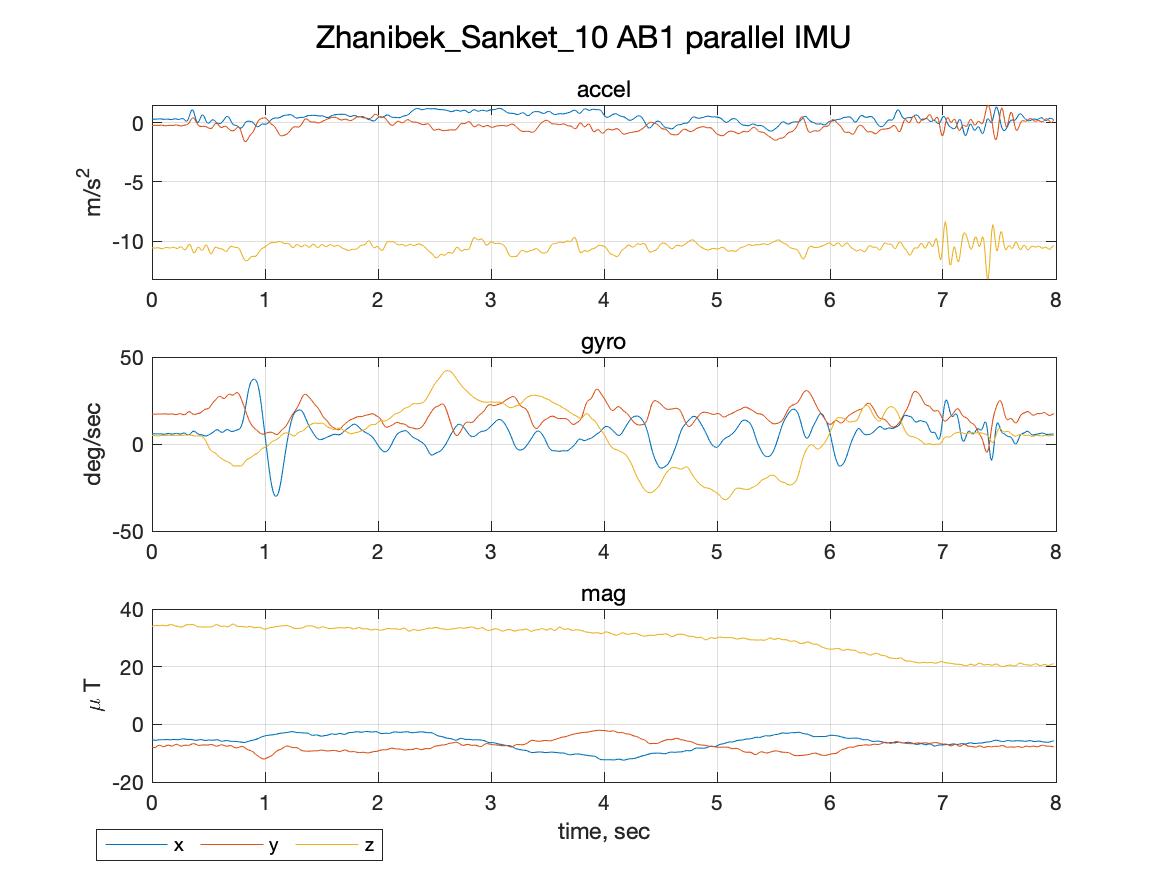 Zhanibek_Sanket_10 AB1 parallel IMU
accel
m/s²
0
-5
-10
0 1 2 3 4 5 6 7 8
gyro
deg/sec
50
0
-50
0 1 2 3 4 5 6 7 8
mag
μ T
40
20
0
-20
0 1 2 3 4 5 6 7 8
time, sec
x y z